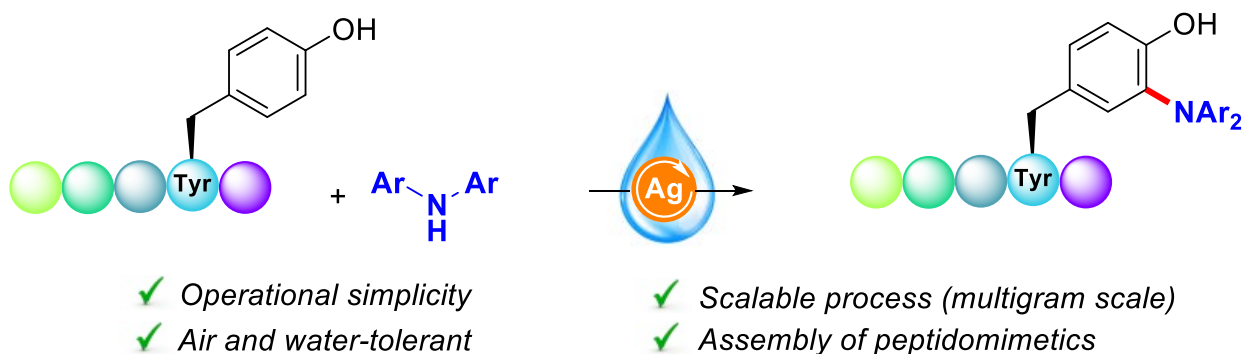 OH
OH
NAr2
Tyr
+
Ar
Ar
N
H
Ag
Tyr
✓ Operational simplicity
✓ Scalable process (multigram scale)
✓ Air and water-tolerant
✓ Assembly of peptidomimetics